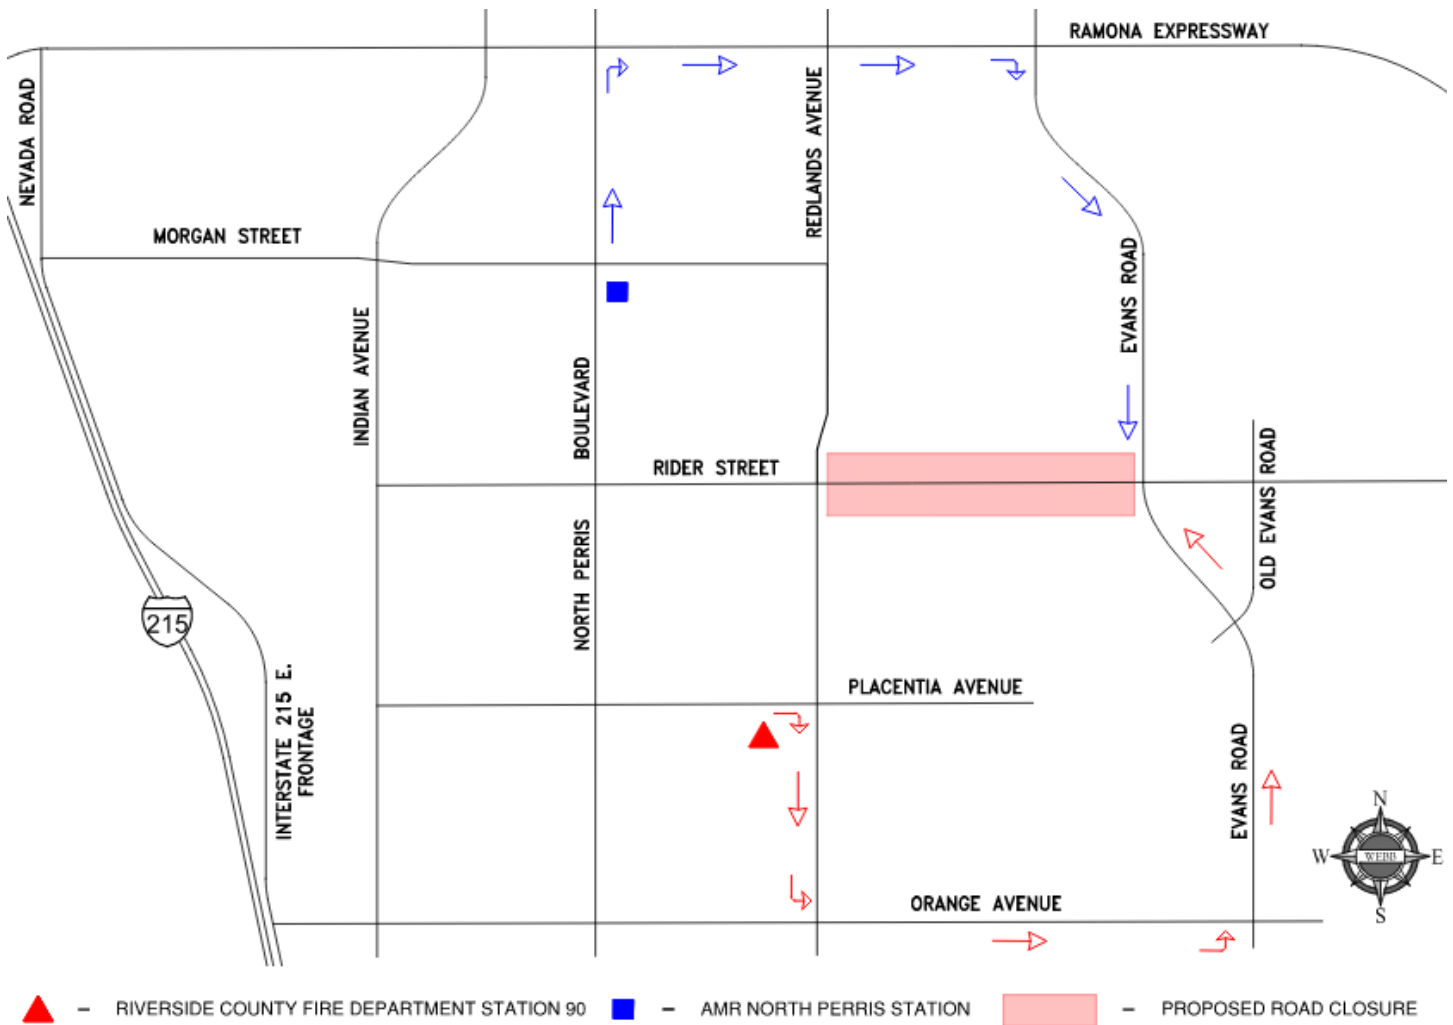 RAMONA EXPRESSWAY
NEVADA ROAD
REDLANDS AVENUE
MORGAN STREET
EVANS ROAD
INDIAN AVENUE
BOULEVARD
NORTH PERRIS
RIDER STREET
OLD EVANS ROAD
215
INTERSTATE 215 E.
FRONTAGE
PLACENTIA AVENUE
EVANS ROAD
ORANGE AVENUE
N
W
WEBB
E
S
– RIVERSIDE COUNTY FIRE DEPARTMENT STATION 90
– AMR NORTH PERRIS STATION
– PROPOSED ROAD CLOSURE